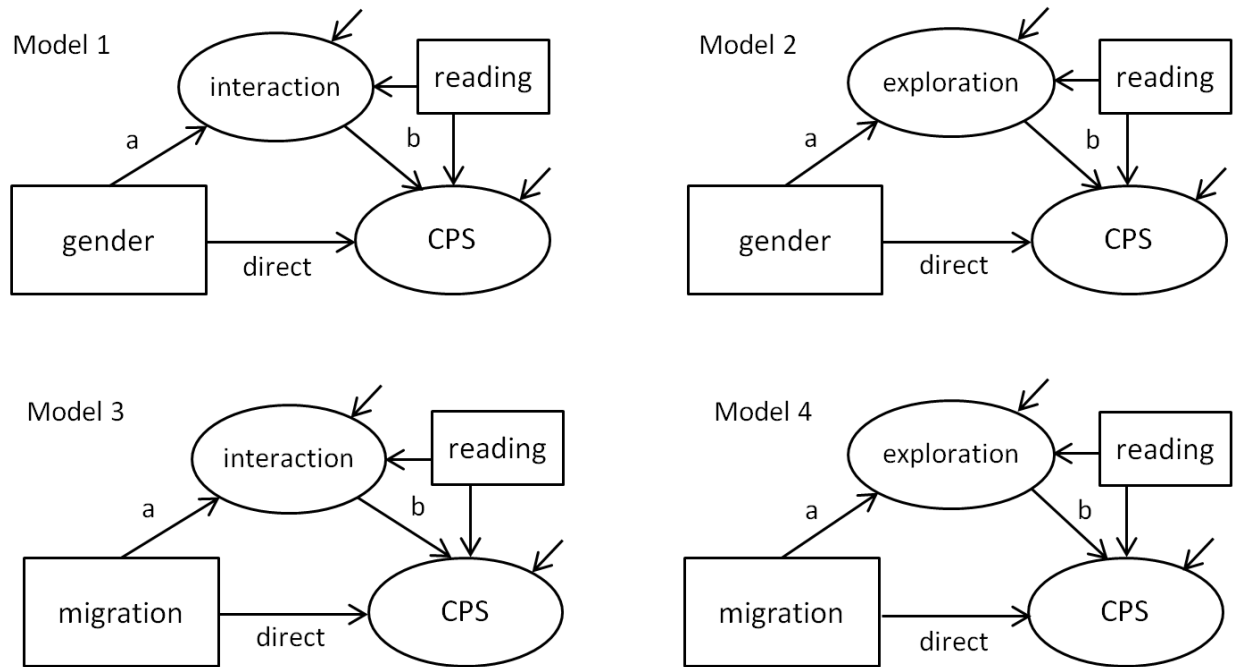 Model 1
interaction
reading
a
b
gender
direct
CPS
Model 2
exploration
reading
a
b
gender
direct
CPS
Model 3
interaction
reading
a
b
migration
direct
CPS
Model 4
exploration
reading
a
b
migration
direct
CPS